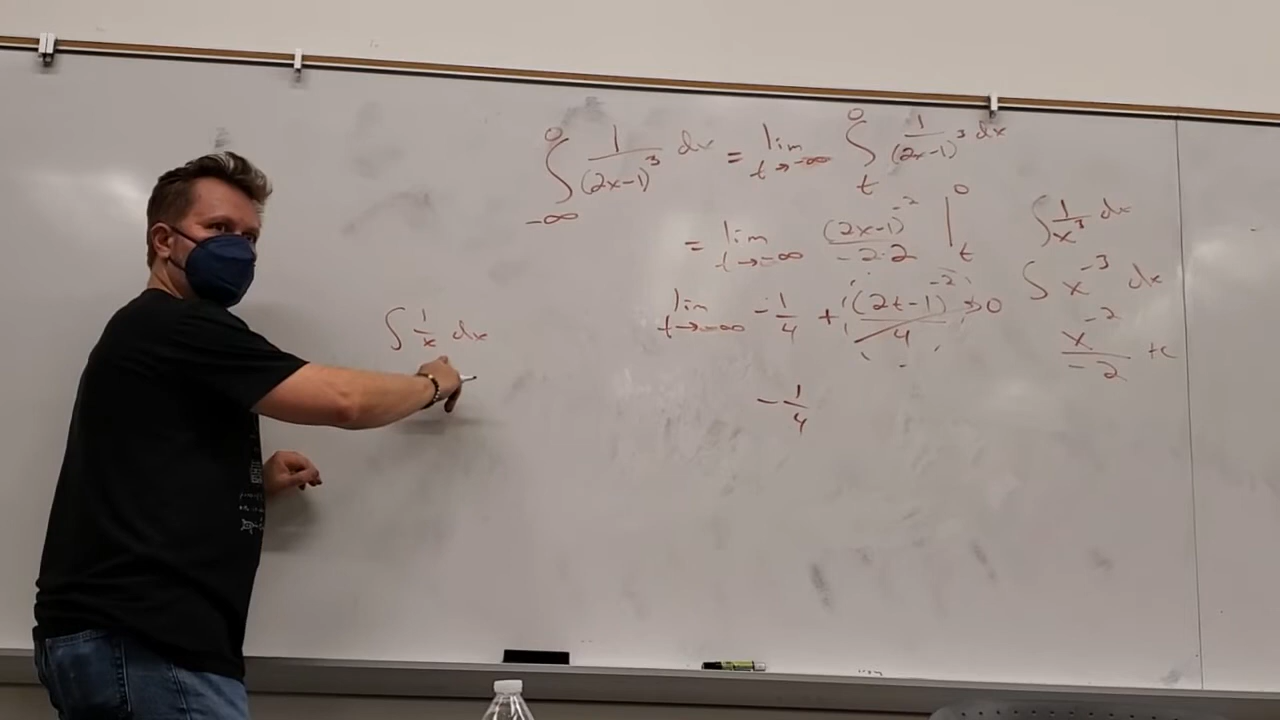 ∫_{-∞}^{0} 1/(2x-1)^3 dx = lim_{t→-∞} ∫_{t}^{0} 1/(2x-1)^3 dx
= lim_{t→-∞} (2x-1)^{-2}/(-2·2) |_{t}^{0}
lim_{t→-∞} -1/4 + (2t-1)^{-2}/4 → 0
-1/4
∫ 1/x^3 dx
∫ x^{-3} dx
x^{-2}/-2 +c
∫ 1/x dx